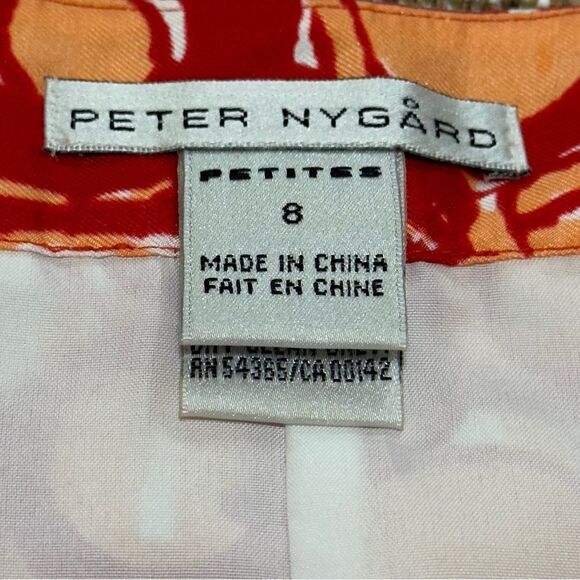 PETER NYGÅRD
PETITES
8
MADE IN CHINA
FAIT EN CHINE
RN 54365/CA 00142